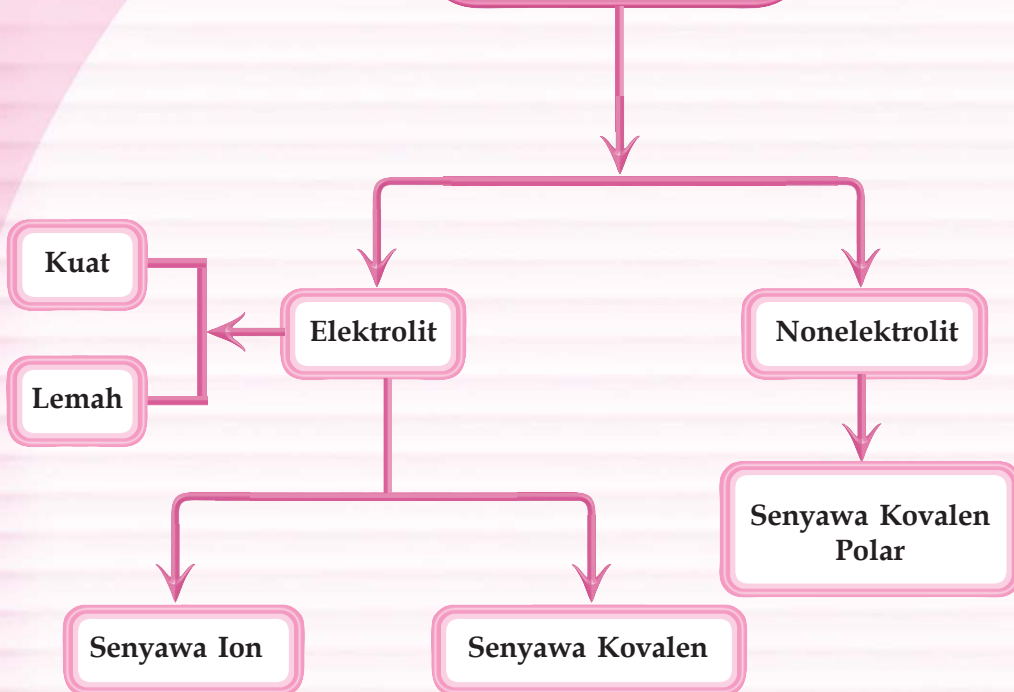 Kuat
Elektrolit
Nonelektrolit
Lemah
Senyawa Kovalen
Polar
Senyawa Ion
Senyawa Kovalen